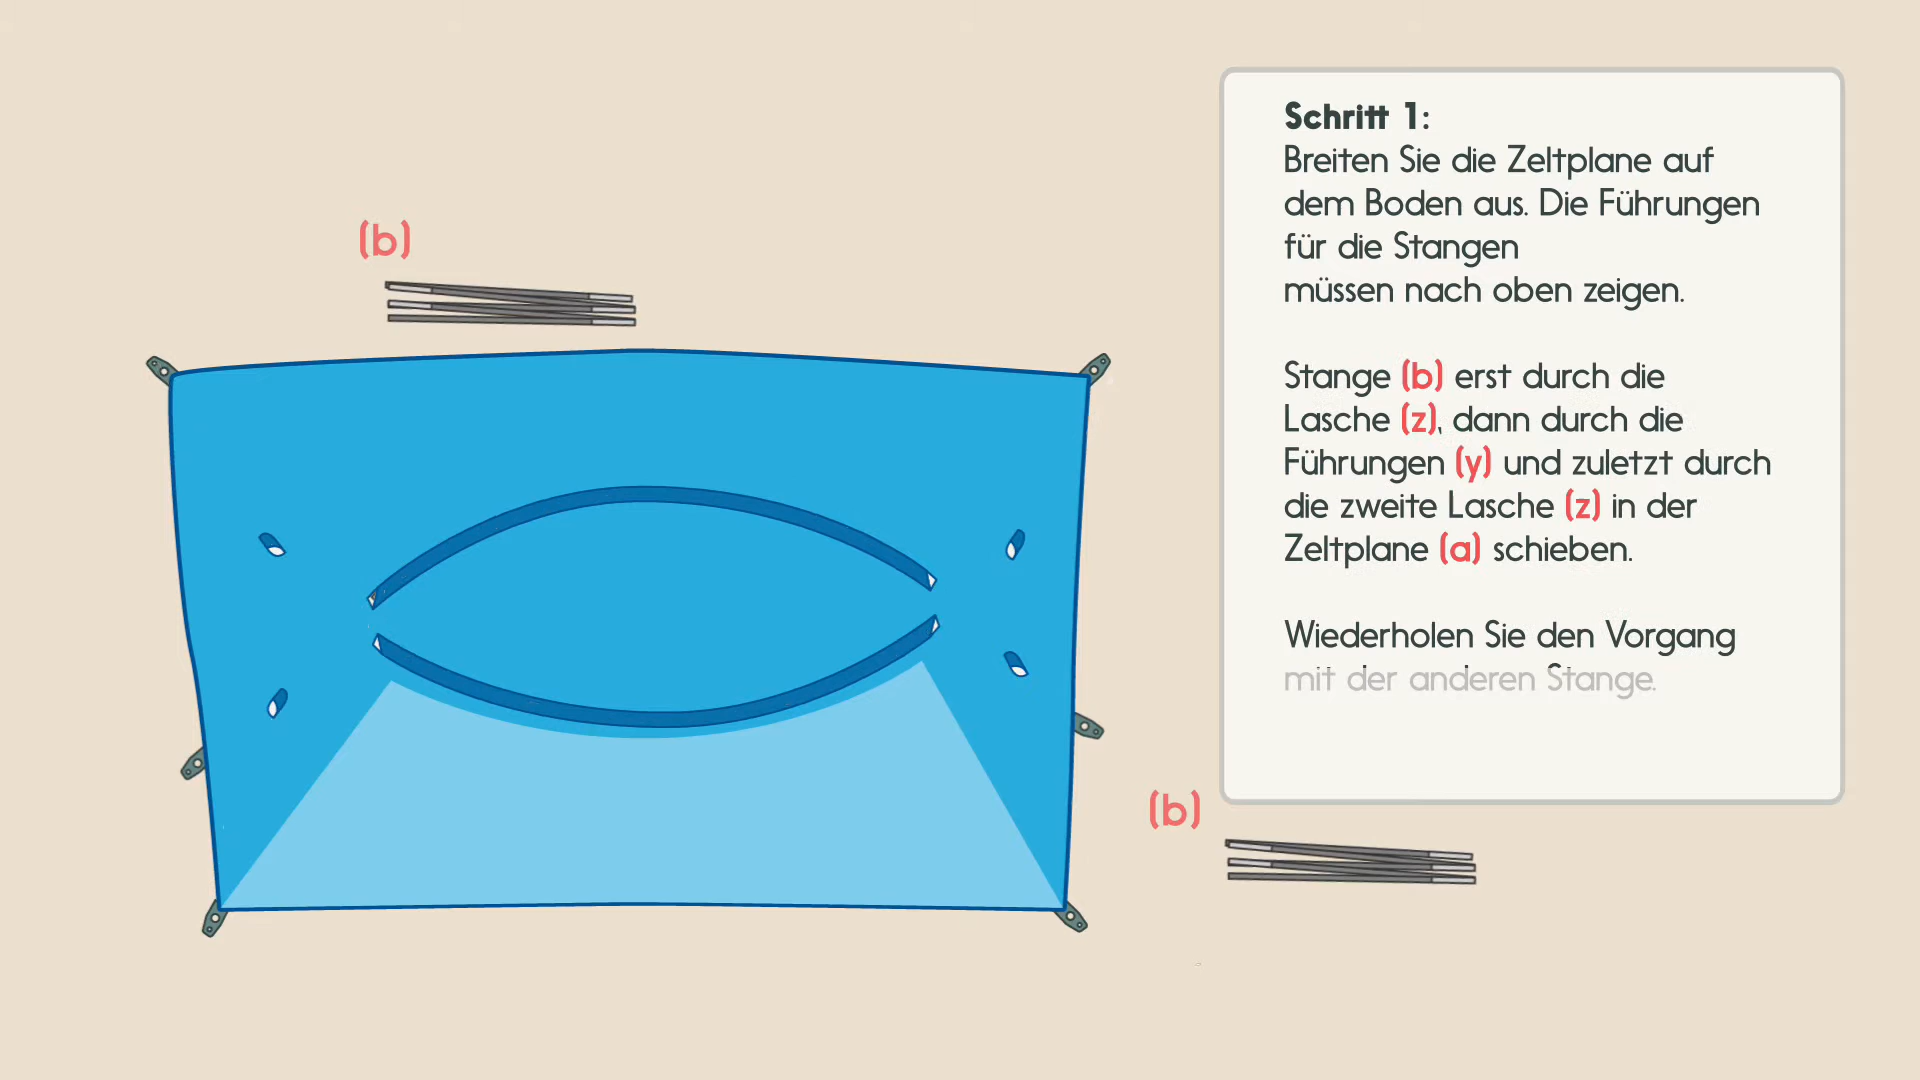 (b)
Schritt 1:
Breiten Sie die Zeltplane auf
dem Boden aus. Die Führungen
für die Stangen
müssen nach oben zeigen.
Stange (b) erst durch die
Lasche (z), dann durch die
Führungen (y) und zuletzt durch
die zweite Lasche (z) in der
Zeltplane (a) schieben.
Wiederholen Sie den Vorgang
mit der anderen Stange.
(b)